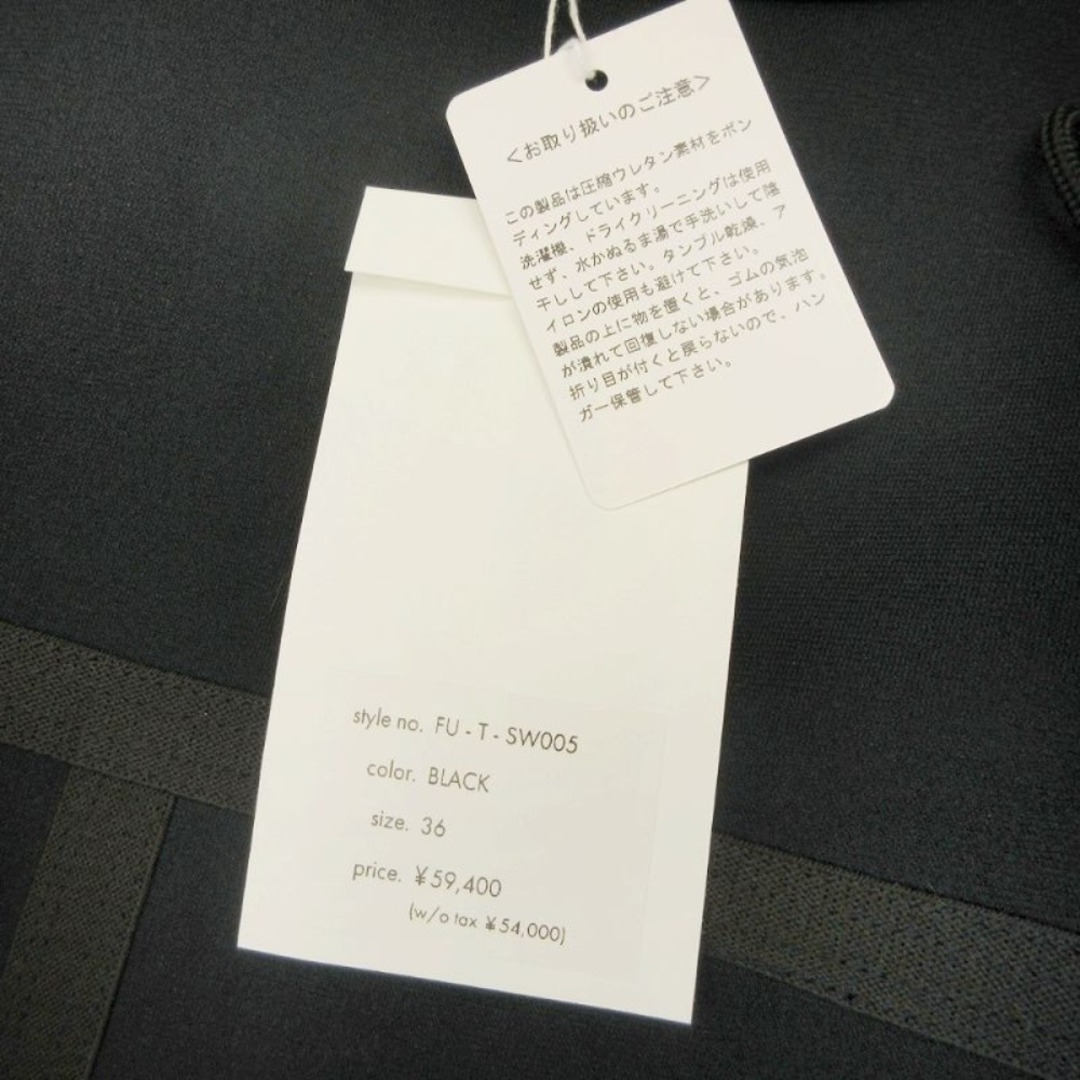 <お取り扱いのご注意>
この製品は圧縮ウレタン素材をボン
ディングしています。
洗濯機、ドライクリーニングは使用
せず、水かぬるま湯で手洗いして陰
干しして下さい。タンブル乾燥、ア
イロンの使用も避けて下さい。
製品の上に物を置くと、ゴムの気泡
が潰れて回復しない場合があります。
折り目が付くと戻らないので、ハン
ガー保管して下さい。
style no. FU - T - SW005
color. BLACK
size. 36
price. ¥59,400
(w/o tax ¥54,000)